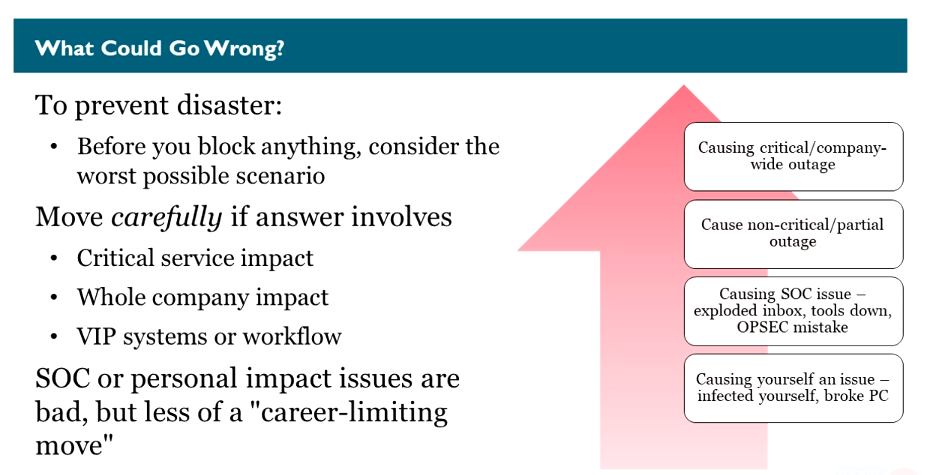 What Could Go Wrong?
To prevent disaster:
• Before you block anything, consider the
worst possible scenario
Move carefully if answer involves
• Critical service impact
• Whole company impact
• VIP systems or workflow
SOC or personal impact issues are
bad, but less of a "career-limiting
move"
Causing critical/company-
wide outage
Cause non-critical/partial
outage
Causing SOC issue –
exploded inbox, tools down,
OPSEC mistake
Causing yourself an issue –
infected yourself, broke PC